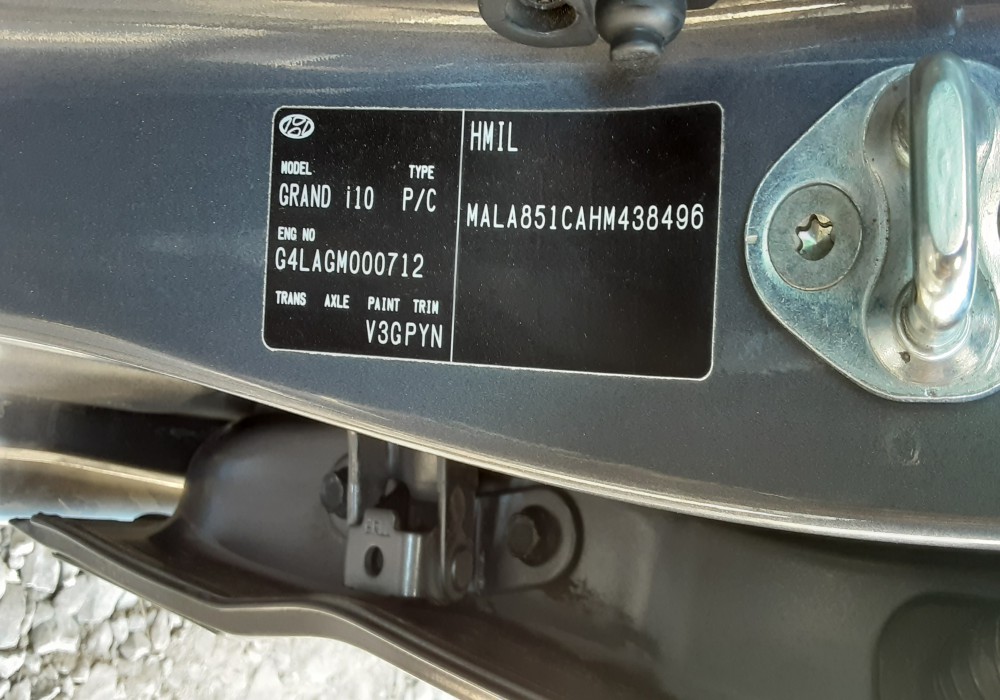 MODEL TYPE
GRAND i10 P/C
ENG NO
G4LAGM000712
TRANS AXLE PAINT TRIM
V3GPYN
HMIL
MALA851CAHM438496